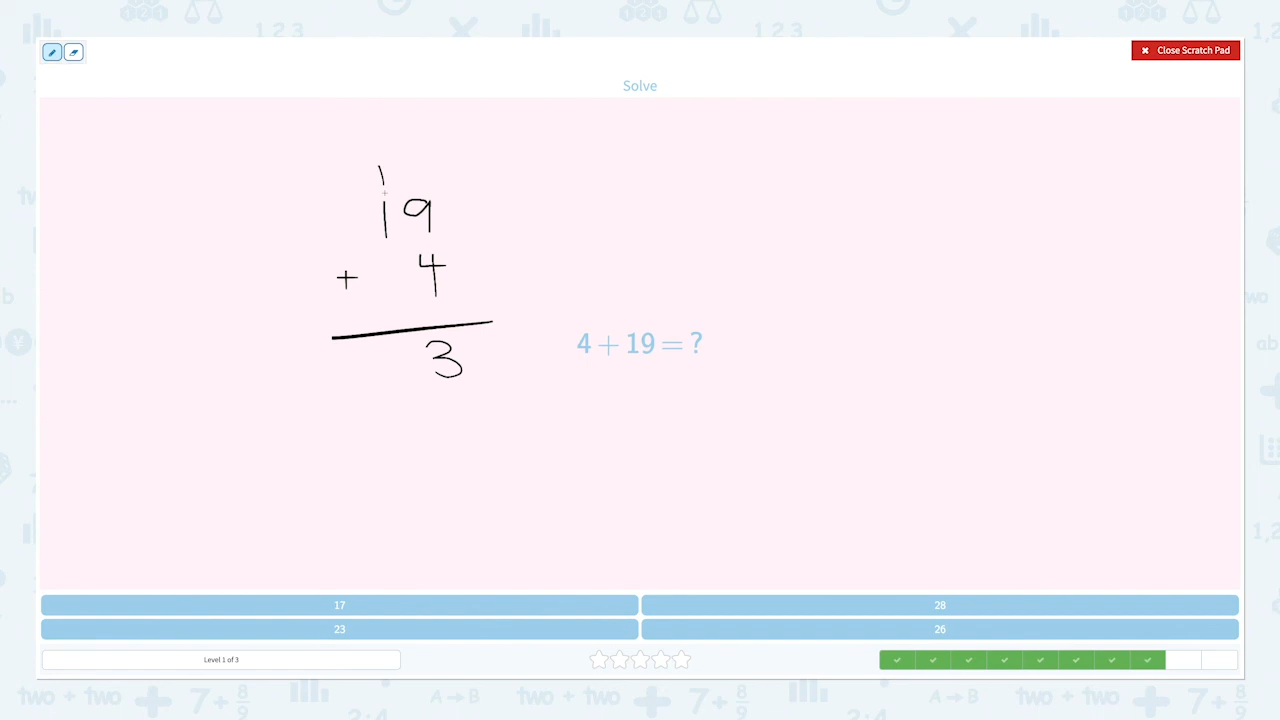 Close Scratch Pad
Solve
1
19
+ 4
3
4 + 19 = ?
17
28
23
26
Level 1 of 3